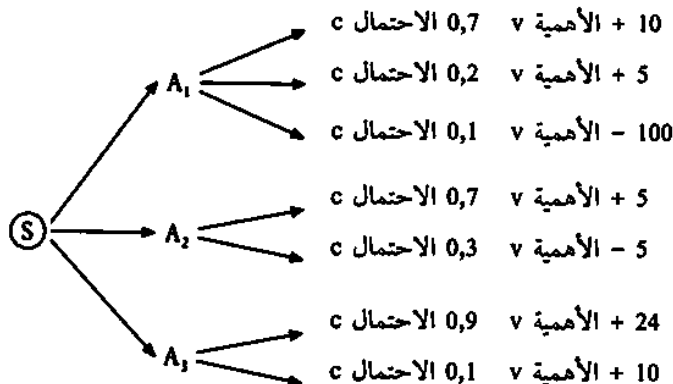 c الاحتمال 0,7 v الأهمية + 10
c الاحتمال 0,2 v الأهمية + 5
A₁
c الاحتمال 0,1 v الأهمية − 100
c الاحتمال 0,7 v الأهمية + 5
S
A₂
c الاحتمال 0,3 v الأهمية − 5
c الاحتمال 0,9 v الأهمية + 24
A₃
c الاحتمال 0,1 v الأهمية + 10